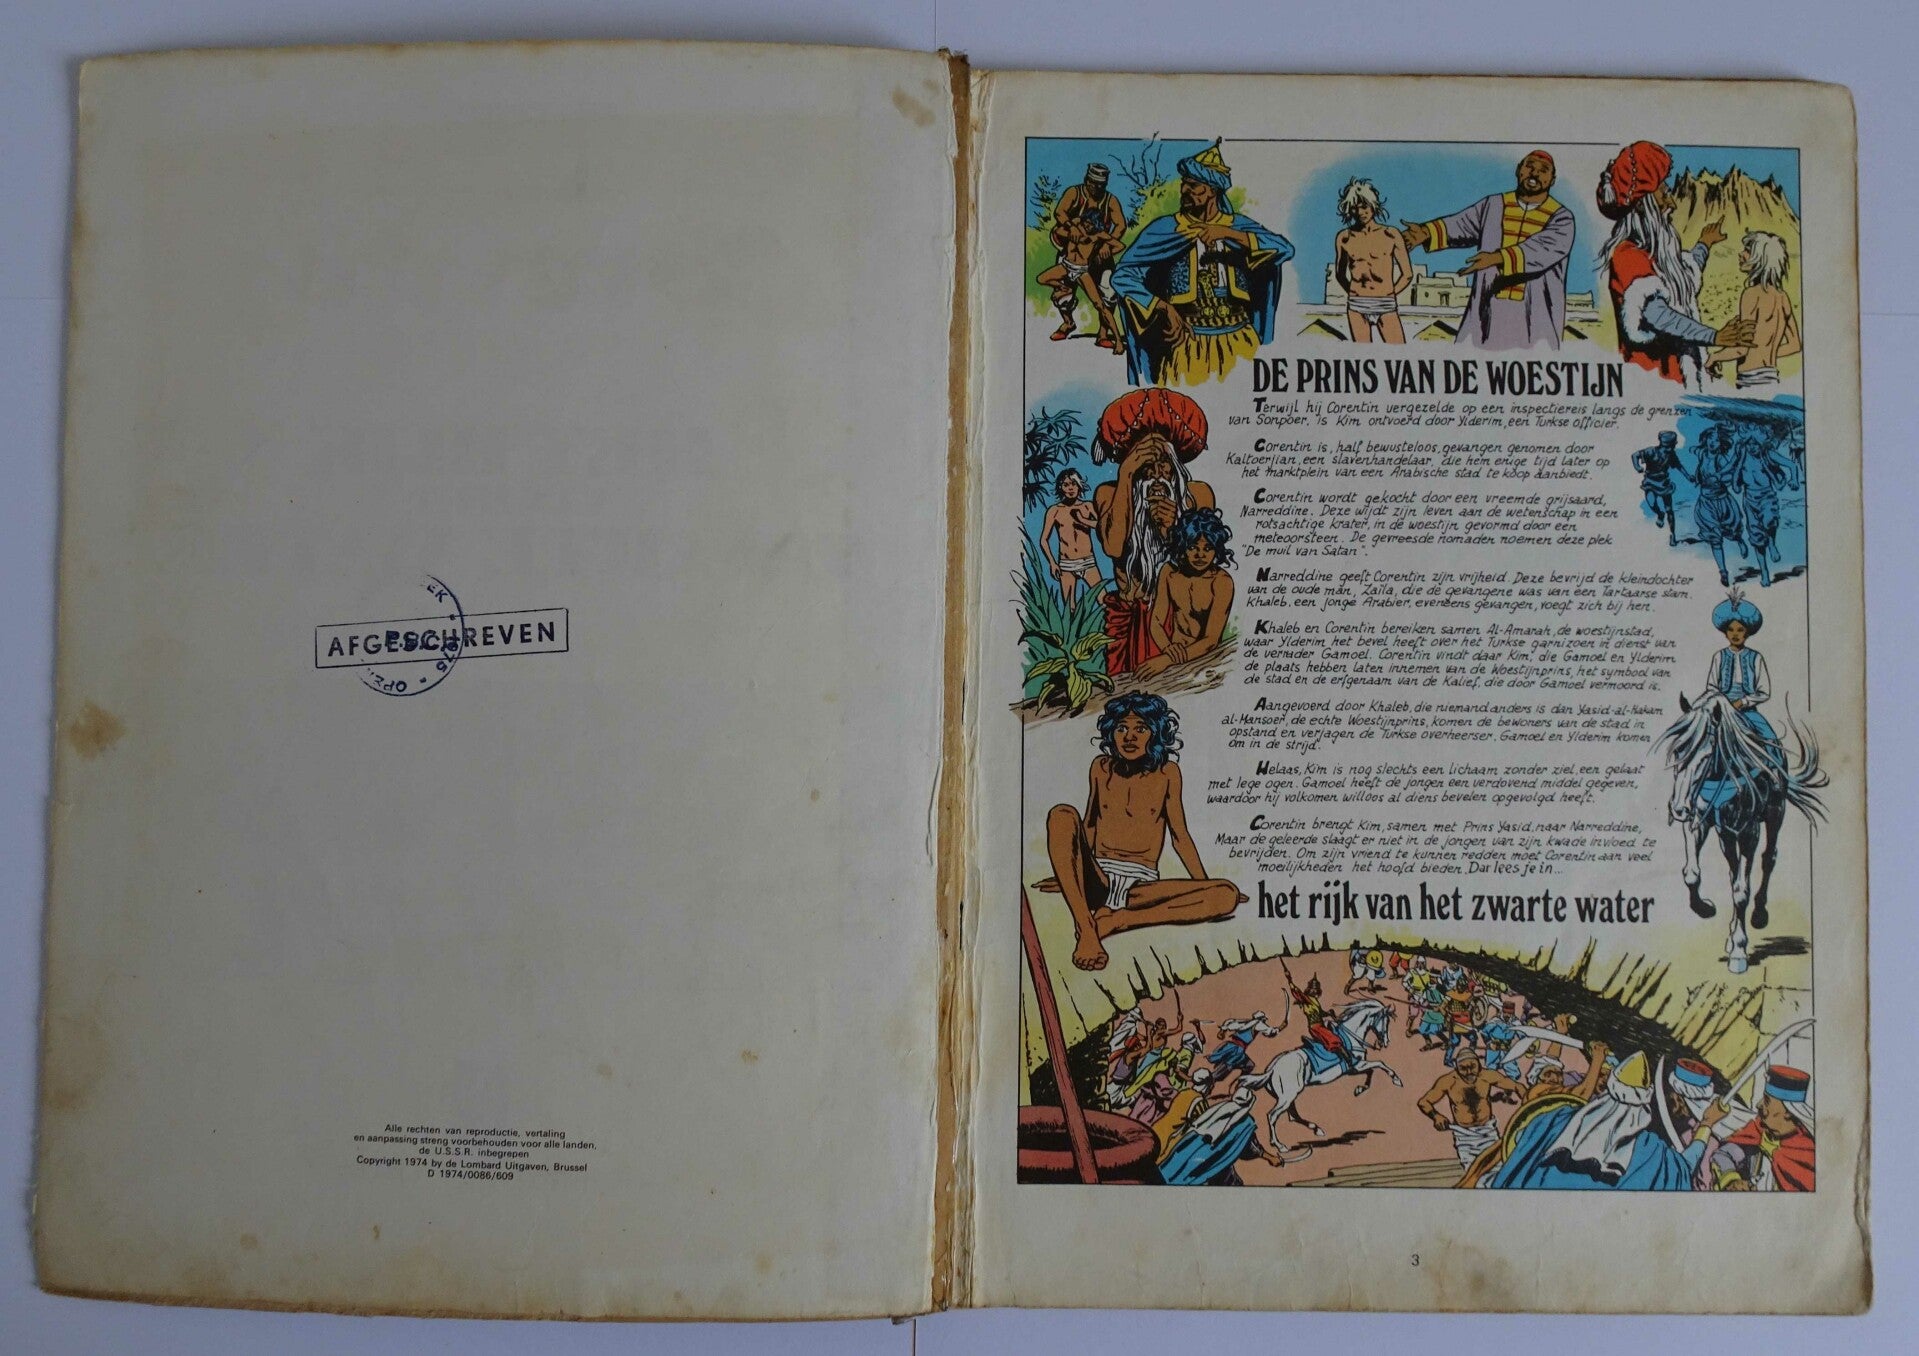 AFGESCHREVEN
EK - 1975 -
Alle rechten van reproductie, vertaling
en aanpassing streng voorbehouden voor alle landen,
de U.S.S.R. inbegrepen
Copyright 1974 by de Lombard Uitgaven, Brussel
D 1974/0086/609
DE PRINS VAN DE WOESTIJN
Terwijl hij Corentin vergezelde op een inspectiereis langs de grenzen
van Sonpoer, is Kim ontvoerd door Ylderim, een Turkse officier.
Corentin is, half bewusteloos, gevangen genomen door
Kaltoerjian, een slavenhandelaar, die hem enige tijd later op
het marktplein van een Arabische stad te koop aanbiedt.
Corentin wordt gekocht door een vreemde grijsaard,
Narreddine. Deze wijdt zijn leven aan de wetenschap in een
rotsachtige krater, in de woestijn gevormd door een
meteoorsteen. De gevreesde nomaden noemen deze plek
"De muil van Satan".
Narreddine geeft Corentin zijn vrijheid. Deze bevrijd de kleindochter
van de oude man, Zaïla, die de gevangene was van een Tartaarse stam.
Khaleb, een jonge Arabier, eveneens gevangen, voegt zich bij hen.
Khaleb en Corentin bereiken samen Al-Amarah, de woestijnstad,
waar Ylderim het bevel heeft over het Turkse garnizoen in dienst van
de verrader Gamoel. Corentin vindt daar Kim, die Gamoel en Ylderim
de plaats hebben laten innemen van de Woestijnprins, het symbool van
de stad en de erfgenaam van de Kalief, die door Gamoel vermoord is.
Aangevoerd door Khaleb, die niemand anders is dan Yasid-al-Hakam
al-Mansoer, de echte Woestijnprins, komen de bewoners van de stad in
opstand en verjagen de Turkse overheerser. Gamoel en Ylderim komen
om in de strijd.
Helaas, Kim is nog slechts een lichaam zonder ziel, een gelaat
met lege ogen. Gamoel heeft de jongen een verdovend middel gegeven,
waardoor hij volkomen willoos al diens bevelen opgevolgd heeft.
Corentin brengt Kim, samen met Prins Yasid, naar Narreddine,
Maar de geleerde slaagt er niet in de jongen van zijn kwade invloed te
bevrijden. Om zijn vriend te kunnen redden moet Corentin aan veel
moeilijkheden het hoofd bieden. Dar lees je in...
het rijk van het zwarte water
3